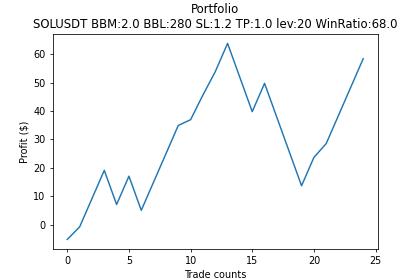 Portfolio
SOLUSDT BBM:2.0 BBL:280 SL:1.2 TP:1.0 lev:20 WinRatio:68.0
Profit ($)
60
50
40
30
20
10
0
0 5 10 15 20 25
Trade counts